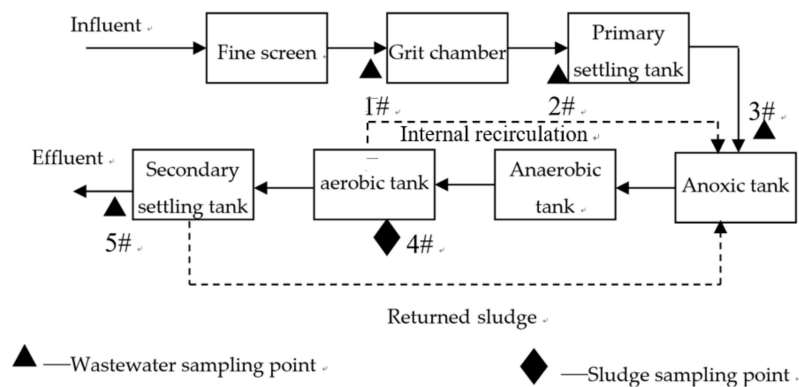 Influent
Fine screen
Grit chamber
Primary
settling tank
1#
2#
3#
Internal recirculation
Effluent
Secondary
settling tank
aerobic tank
Anaerobic
tank
Anoxic tank
5#
4#
Returned sludge
—Wastewater sampling point
—Sludge sampling point